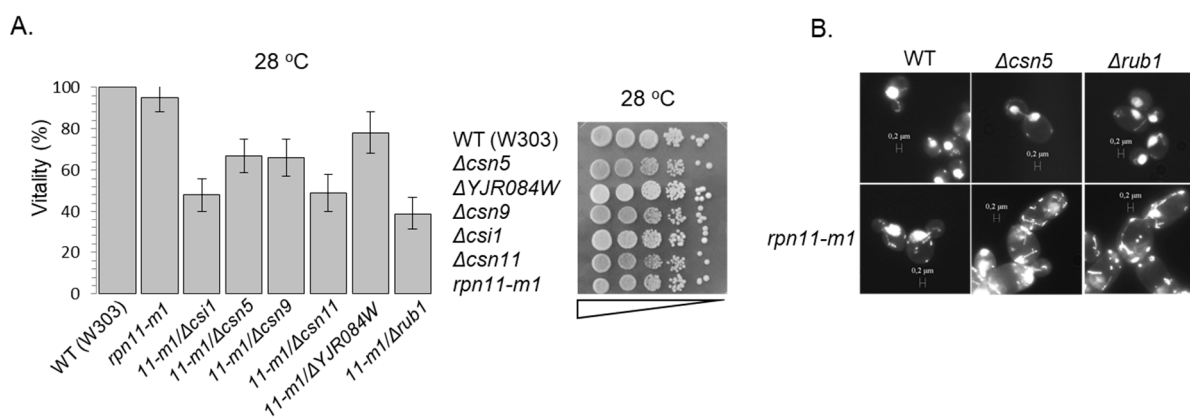 A.
28 °C
Vitality (%)
100
80
60
40
20
0
WT (W303)
rpn11-m1
11-m1/Δcsi1
11-m1/Δcsn5
11-m1/Δcsn9
11-m1/Δcsn11
11-m1/ΔYJR084W
11-m1/Δrub1
28 °C
WT (W303)
Δcsn5
ΔYJR084W
Δcsn9
Δcsi1
Δcsn11
rpn11-m1
B.
WT Δcsn5 Δrub1
0,2 μm
0,2 μm
0,2 μm
rpn11-m1
0,2 μm
0,2 μm
0,2 μm